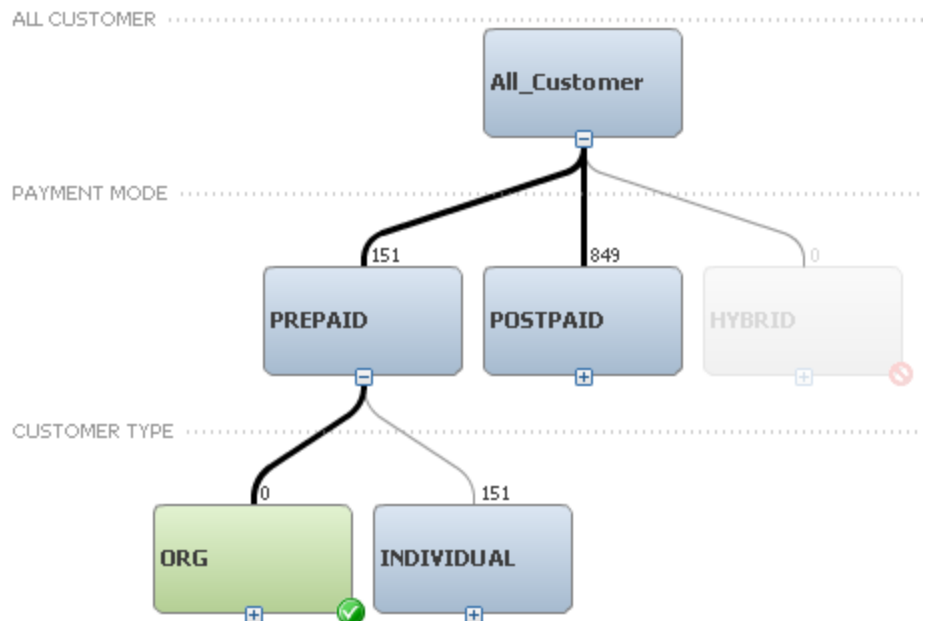 ALL CUSTOMER
All_Customer
PAYMENT MODE
151
849
0
PREPAID
POSTPAID
HYBRID
CUSTOMER TYPE
0
151
ORG
INDIVIDUAL